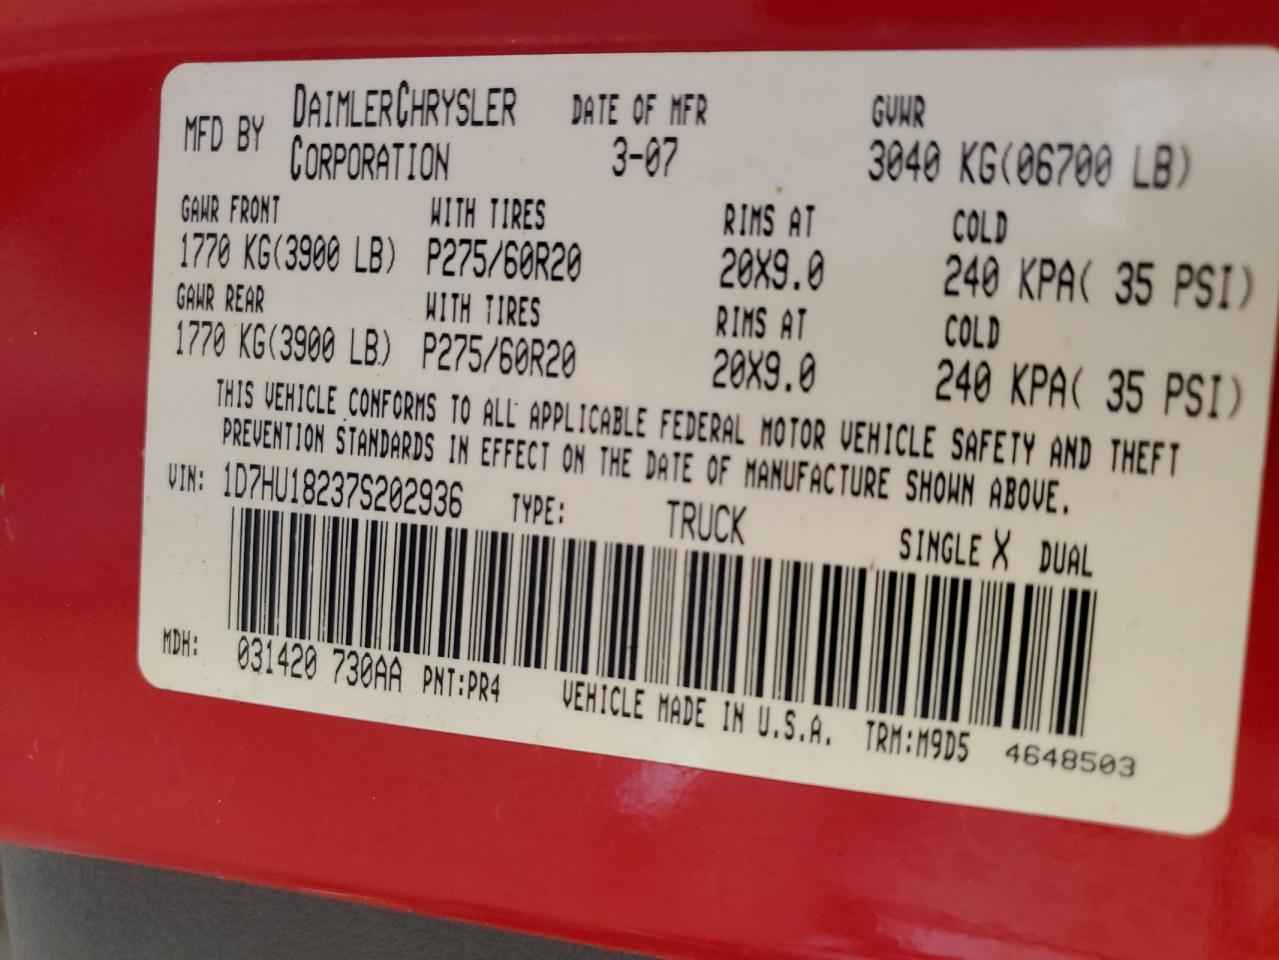 MFD BY DAIMLERCHRYSLER CORPORATION DATE OF MFR 3-07 GVWR 3040 KG(06700 LB)
GAWR FRONT WITH TIRES RIMS AT COLD
1770 KG(3900 LB) P275/60R20 20X9.0 240 KPA( 35 PSI)
GAWR REAR WITH TIRES RIMS AT COLD
1770 KG(3900 LB) P275/60R20 20X9.0 240 KPA( 35 PSI)
THIS VEHICLE CONFORMS TO ALL APPLICABLE FEDERAL MOTOR VEHICLE SAFETY AND THEFT
PREVENTION STANDARDS IN EFFECT ON THE DATE OF MANUFACTURE SHOWN ABOVE.
VIN: 1D7HU18237S202936 TYPE: TRUCK SINGLE X DUAL
MDH: 031420 730AA PNT:PR4 VEHICLE MADE IN U.S.A. TRM:M9D5 4648503